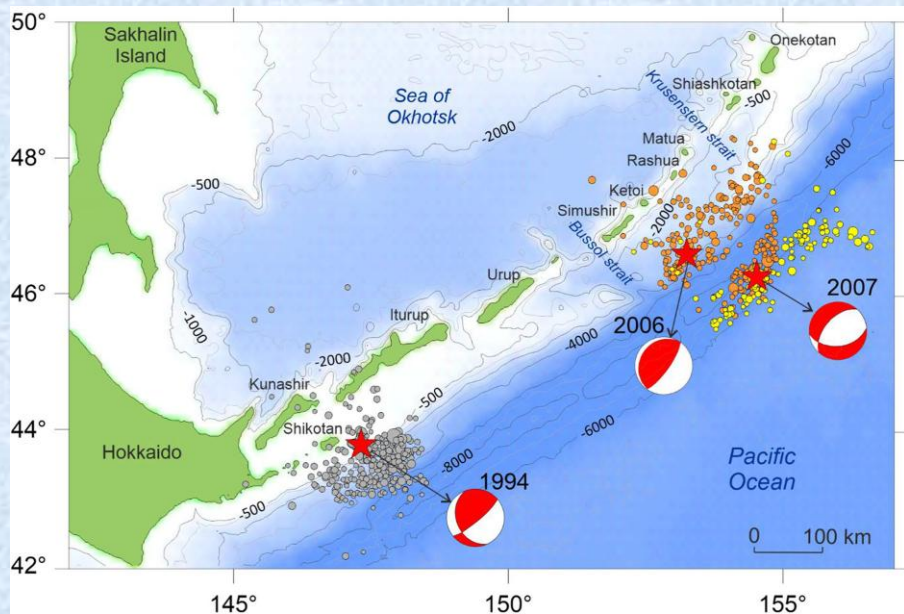 50°
48°
46°
44°
42°
Sakhalin
Island
Sea of
Okhotsk
Onekotan
Shiashkotan
-500
Krusenstern strait
-2000
-6000
Matua
Rashua
-500
Ketoi
Simushir
-2000
Bussol strait
Urup
2007
2006
-1000
Iturup
-4000
-2000
Kunashir
-500
-6000
Shikotan
Hokkaido
-8000
1994
Pacific
Ocean
-500
0 100 km
145° 150° 155°